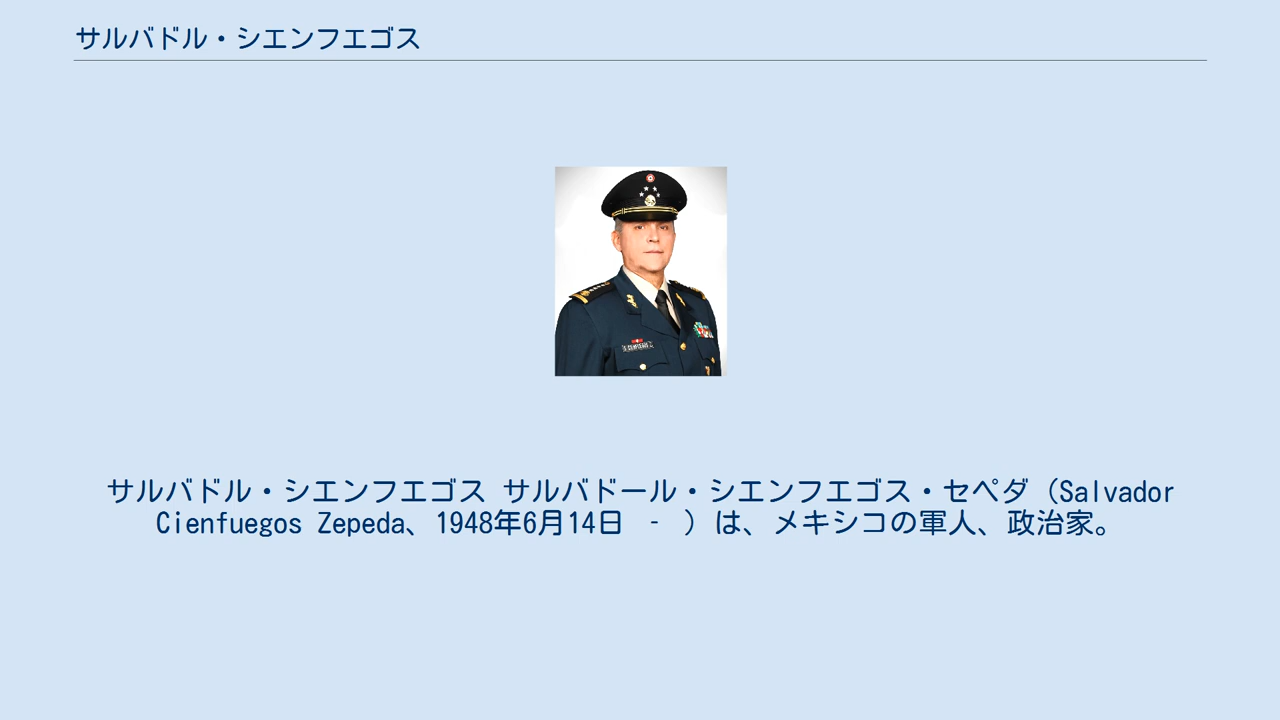 サルバドル・シエンフエゴス
サルバドル・シエンフエゴス サルバドール・シエンフエゴス・セペダ（Salvador
Cienfuegos Zepeda、1948年6月14日 - ）は、メキシコの軍人、政治家。